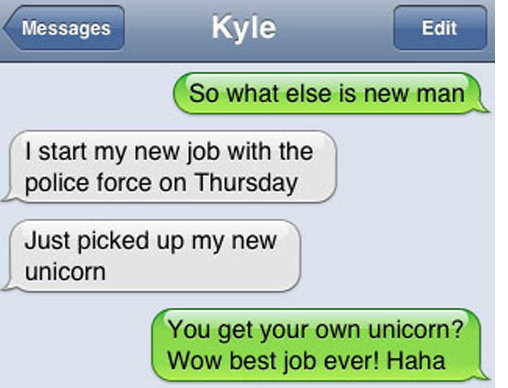 Messages
Kyle
Edit
So what else is new man
I start my new job with the
police force on Thursday
Just picked up my new
unicorn
You get your own unicorn?
Wow best job ever! Haha